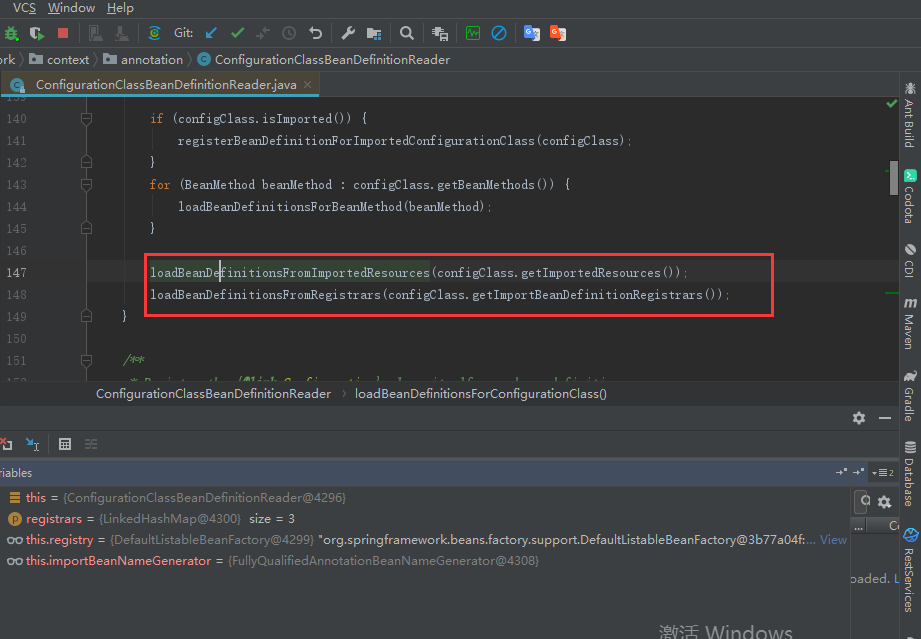 VCS Window Help
Git:
context annotation ConfigurationClassBeanDefinitionReader
ConfigurationClassBeanDefinitionReader.java
140 if (configClass.isImported()) {
141 registerBeanDefinitionForImportedConfigurationClass(configClass);
142 }
143 for (BeanMethod beanMethod : configClass.getBeanMethods()) {
144 loadBeanDefinitionsForBeanMethod(beanMethod);
145 }
146
147 loadBeanDefinitionsFromImportedResources(configClass.getImportedResources());
148 loadBeanDefinitionsFromRegistrars(configClass.getImportBeanDefinitionRegistrars());
149 }
150
151 /**
ConfigurationClassBeanDefinitionReader › loadBeanDefinitionsForConfigurationClass()
riables
2
this = {ConfigurationClassBeanDefinitionReader@4296}
registrars = {LinkedHashMap@4300} size = 3
this.registry = {DefaultListableBeanFactory@4299} "org.springframework.beans.factory.support.DefaultListableBeanFactory@3b77a04f:... View
this.importBeanNameGenerator = {FullyQualifiedAnnotationBeanNameGenerator@4308}
oaded.
激活 Windows
Ant Build
Codota
CDI
Maven
Gradle
Database
RestServices